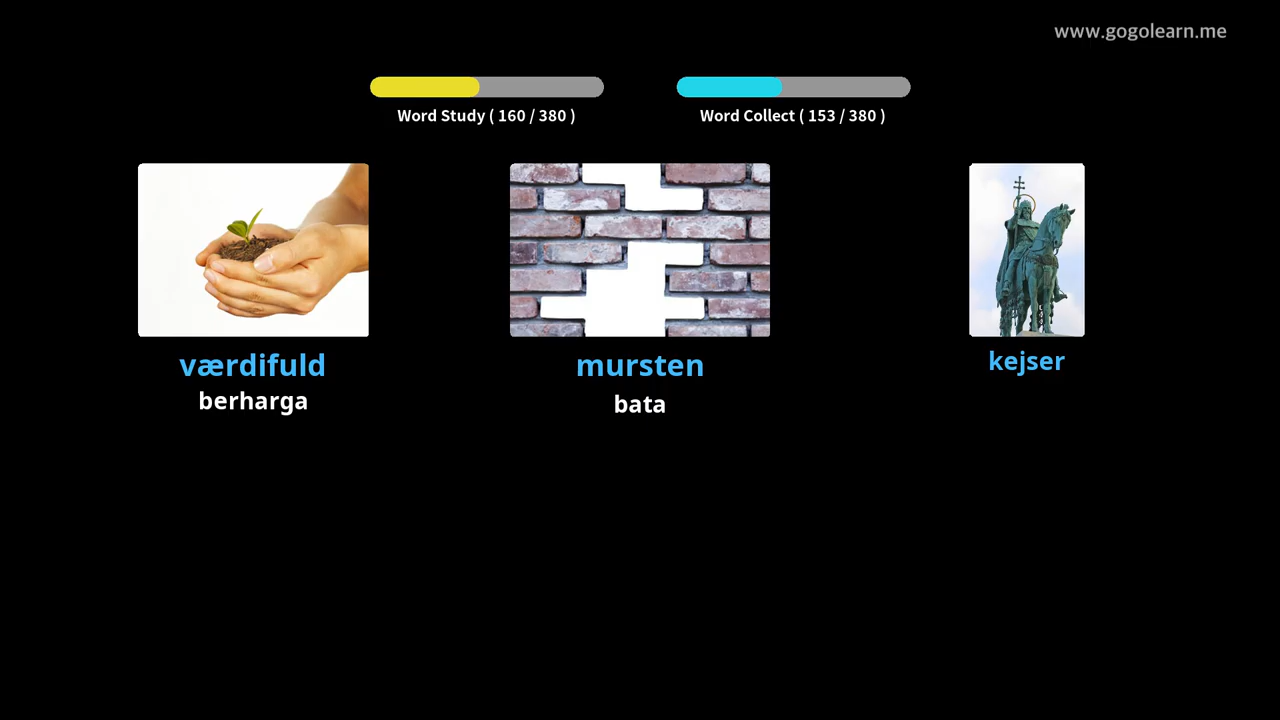 www.gogolearn.me
Word Study ( 160 / 380 )
Word Collect ( 153 / 380 )
værdifuld
berharga
mursten
bata
kejser